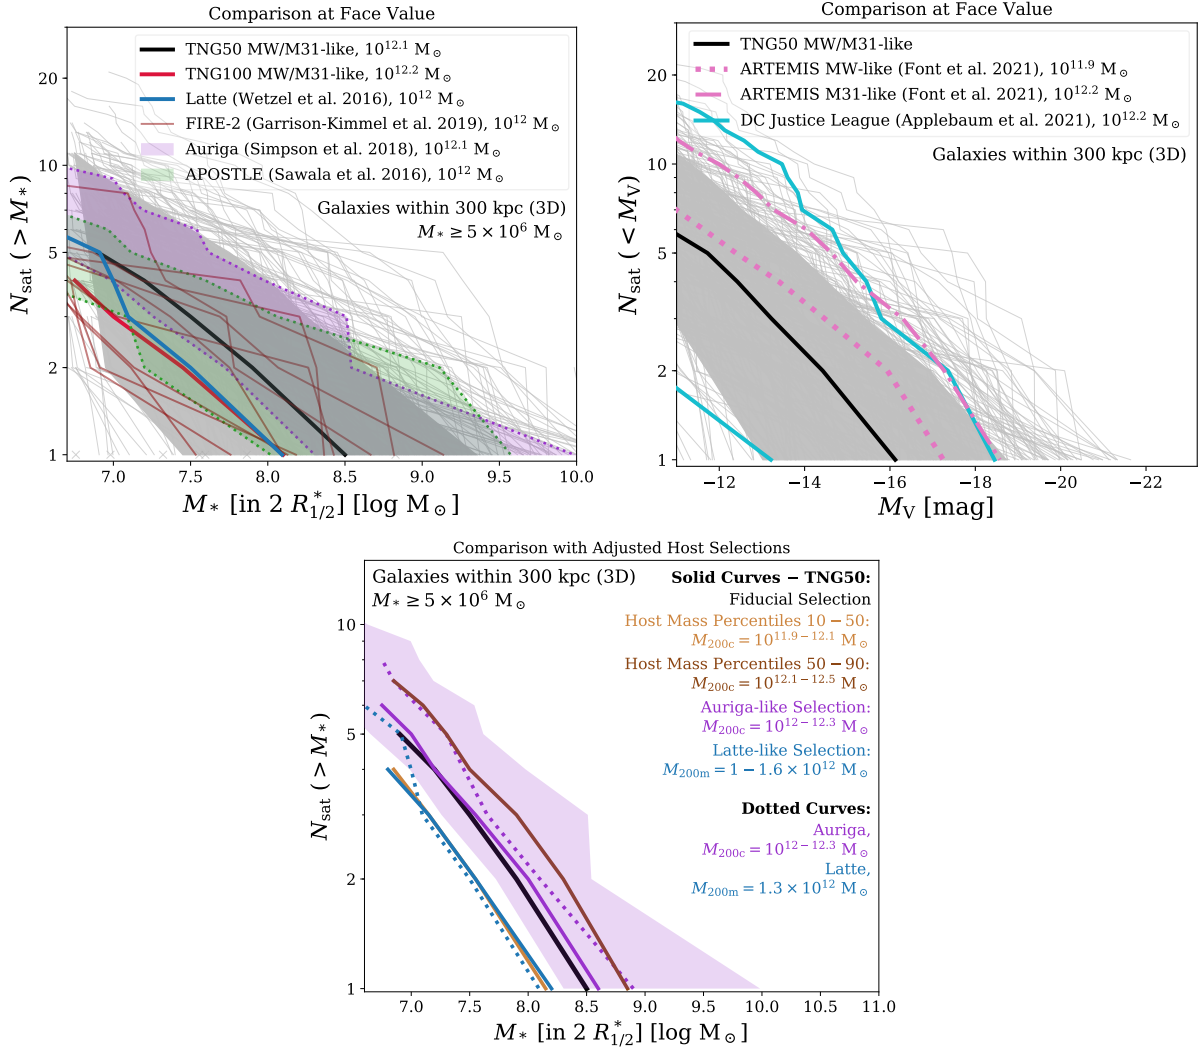 Comparison at Face Value
TNG50 MW/M31-like, 10^12.1 M⊙
TNG100 MW/M31-like, 10^12.2 M⊙
Latte (Wetzel et al. 2016), 10^12 M⊙
FIRE-2 (Garrison-Kimmel et al. 2019), 10^12 M⊙
Auriga (Simpson et al. 2018), 10^12.1 M⊙
APOSTLE (Sawala et al. 2016), 10^12 M⊙
Galaxies within 300 kpc (3D)
M* ≥ 5 × 10^6 M⊙
N_sat (> M*)
20
10
5
2
1
7.0 7.5 8.0 8.5 9.0 9.5 10.0
M* [in 2 R*_1/2] [log M⊙]
Comparison at Face Value
TNG50 MW/M31-like
ARTEMIS MW-like (Font et al. 2021), 10^11.9 M⊙
ARTEMIS M31-like (Font et al. 2021), 10^12.2 M⊙
DC Justice League (Applebaum et al. 2021), 10^12.2 M⊙
Galaxies within 300 kpc (3D)
N_sat (< M_V)
20
10
5
2
1
−12 −14 −16 −18 −20 −22
M_V [mag]
Comparison with Adjusted Host Selections
Galaxies within 300 kpc (3D)
M* ≥ 5 × 10^6 M⊙
Solid Curves − TNG50:
Fiducial Selection
Host Mass Percentiles 10 − 50:
M_200c = 10^11.9−12.1 M⊙
Host Mass Percentiles 50 − 90:
M_200c = 10^12.1−12.5 M⊙
Auriga-like Selection:
M_200c = 10^12−12.3 M⊙
Latte-like Selection:
M_200m = 1 − 1.6 × 10^12 M⊙
Dotted Curves:
Auriga,
M_200c = 10^12−12.3 M⊙
Latte,
M_200m = 1.3 × 10^12 M⊙
N_sat (> M*)
10
5
2
1
7.0 7.5 8.0 8.5 9.0 9.5 10.0 10.5 11.0
M* [in 2 R*_1/2] [log M⊙]